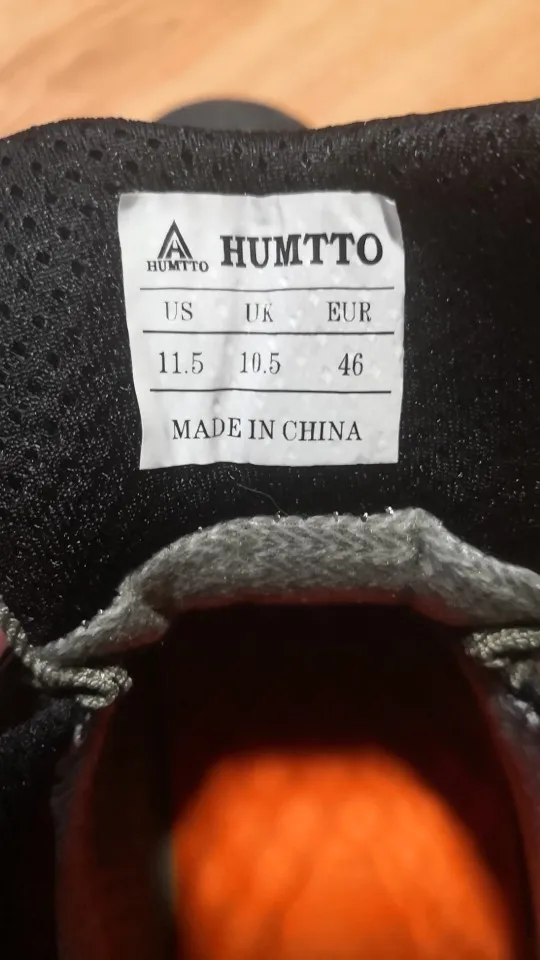 HUMTTO HUMTTO
US UK EUR
11.5 10.5 46
MADE IN CHINA